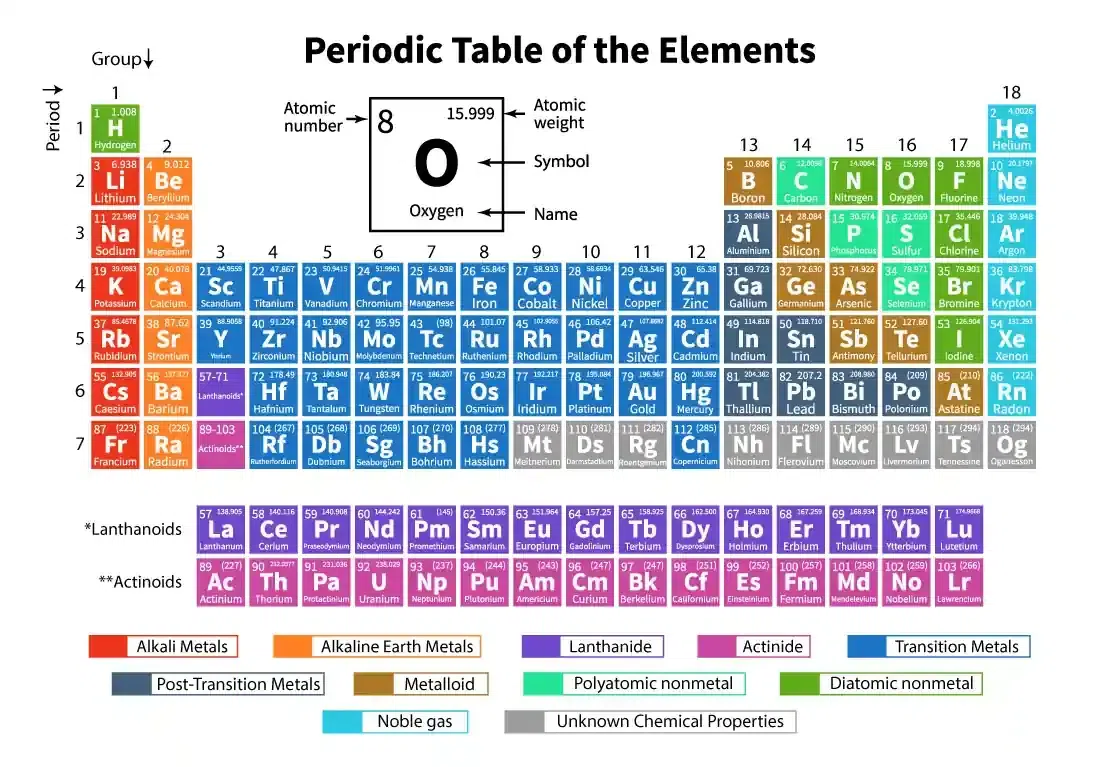 Periodic Table of the Elements
Group↓
Period ↓
1 18
Atomic number
8 15.999
Atomic weight
O
Symbol
Oxygen
Name
1
1 1.008 2 4.0026
H He
Hydrogen Helium
2 13 14 15 16 17
2
3 6.938 4 9.012 5 10.806 6 12.0096 7 14.0064 8 15.999 9 18.998 10 20.1797
Li Be B C N O F Ne
Lithium Beryllium Boron Carbon Nitrogen Oxygen Fluorine Neon
3
11 22.989 12 24.304 13 26.9815 14 28.084 15 30.974 16 32.059 17 35.446 18 39.948
Na Mg Al Si P S Cl Ar
Sodium Magnesium Aluminium Silicon Phosphorus Sulfur Chlorine Argon
3 4 5 6 7 8 9 10 11 12
4
19 39.0983 20 40.078 21 44.9559 22 47.867 23 50.9415 24 51.9961 25 54.938 26 55.845 27 58.933 28 58.6934 29 63.546 30 65.38 31 69.723 32 72.630 33 74.922 34 78.971 35 79.901 36 83.798
K Ca Sc Ti V Cr Mn Fe Co Ni Cu Zn Ga Ge As Se Br Kr
Potassium Calcium Scandium Titanium Vanadium Chromium Manganese Iron Cobalt Nickel Copper Zinc Gallium Germanium Arsenic Selenium Bromine Krypton
5
37 85.4678 38 87.62 39 88.9058 40 91.224 41 92.906 42 95.95 43 (98) 44 101.07 45 102.9055 46 106.42 47 107.8682 48 112.414 49 114.818 50 118.710 51 121.760 52 127.60 53 126.904 54 131.293
Rb Sr Y Zr Nb Mo Tc Ru Rh Pd Ag Cd In Sn Sb Te I Xe
Rubidium Strontium Yttrium Zirconium Niobium Molybdenum Technetium Ruthenium Rhodium Palladium Silver Cadmium Indium Tin Antimony Tellurium Iodine Xenon
6
55 132.905 56 137.327 57-71 72 178.49 73 180.948 74 183.84 75 186.207 76 190.23 77 192.217 78 195.084 79 196.967 80 200.592 81 204.382 82 207.2 83 208.980 84 (209) 85 (210) 86 (222)
Cs Ba Hf Ta W Re Os Ir Pt Au Hg Tl Pb Bi Po At Rn
Caesium Barium Lanthanoids* Hafnium Tantalum Tungsten Rhenium Osmium Iridium Platinum Gold Mercury Thallium Lead Bismuth Polonium Astatine Radon
7
87 (223) 88 (226) 89-103 104 (267) 105 (268) 106 (269) 107 (270) 108 (277) 109 (278) 110 (281) 111 (282) 112 (285) 113 (286) 114 (289) 115 (290) 116 (293) 117 (294) 118 (294)
Fr Ra Rf Db Sg Bh Hs Mt Ds Rg Cn Nh Fl Mc Lv Ts Og
Francium Radium Actinoids** Rutherfordium Dubnium Seaborgium Bohrium Hassium Meitnerium Darmstadtium Roentgenium Copernicium Nihonium Flerovium Moscovium Livermorium Tennessine Oganesson
*Lanthanoids
57 138.905 58 140.116 59 140.908 60 144.242 61 (145) 62 150.36 63 151.964 64 157.25 65 158.925 66 162.500 67 164.930 68 167.259 69 168.934 70 173.045 71 174.9668
La Ce Pr Nd Pm Sm Eu Gd Tb Dy Ho Er Tm Yb Lu
Lanthanum Cerium Praseodymium Neodymium Promethium Samarium Europium Gadolinium Terbium Dysprosium Holmium Erbium Thulium Ytterbium Lutetium
**Actinoids
89 (227) 90 232.0377 91 231.036 92 238.029 93 (237) 94 (244) 95 (243) 96 (247) 97 (247) 98 (251) 99 (252) 100 (257) 101 (258) 102 (259) 103 (266)
Ac Th Pa U Np Pu Am Cm Bk Cf Es Fm Md No Lr
Actinium Thorium Protactinium Uranium Neptunium Plutonium Americium Curium Berkelium Californium Einsteinium Fermium Mendelevium Nobelium Lawrencium
Alkali Metals Alkaline Earth Metals Lanthanide Actinide Transition Metals
Post-Transition Metals Metalloid Polyatomic nonmetal Diatomic nonmetal
Noble gas Unknown Chemical Properties